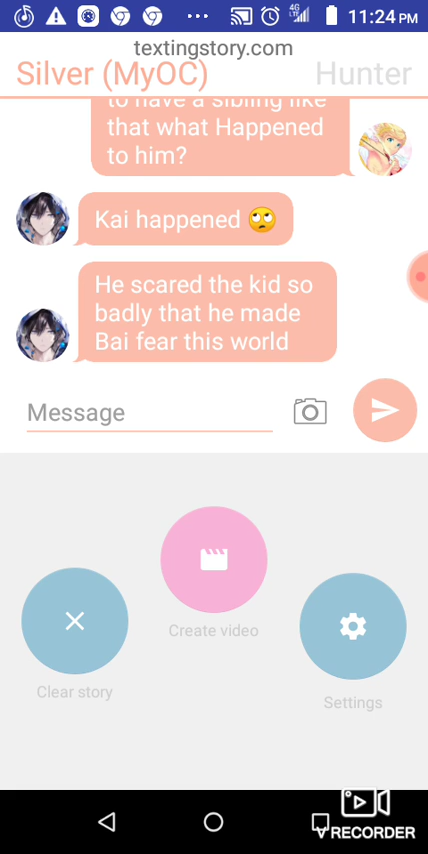 4G
LTE
11:24 PM
textingstory.com
Silver (MyOC)
Hunter
to have a sibling like
that what Happened
to him?
Kai happened 🙄
He scared the kid so
badly that he made
Bai fear this world
Message
Create video
Clear story
Settings
V RECORDER